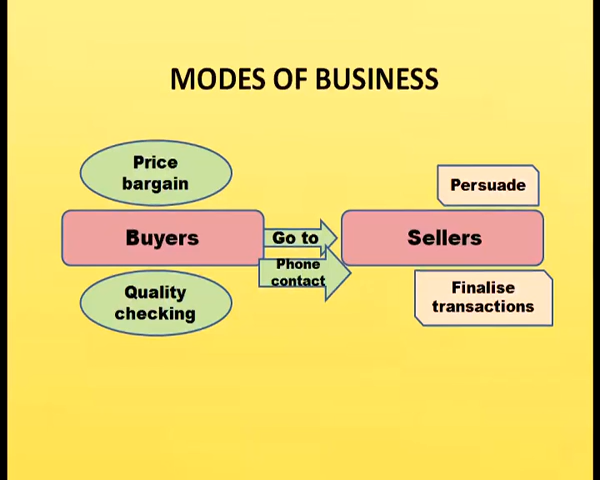 MODES OF BUSINESS
Price
bargain
Persuade
Buyers
Go to
Sellers
Phone
contact
Quality
checking
Finalise
transactions